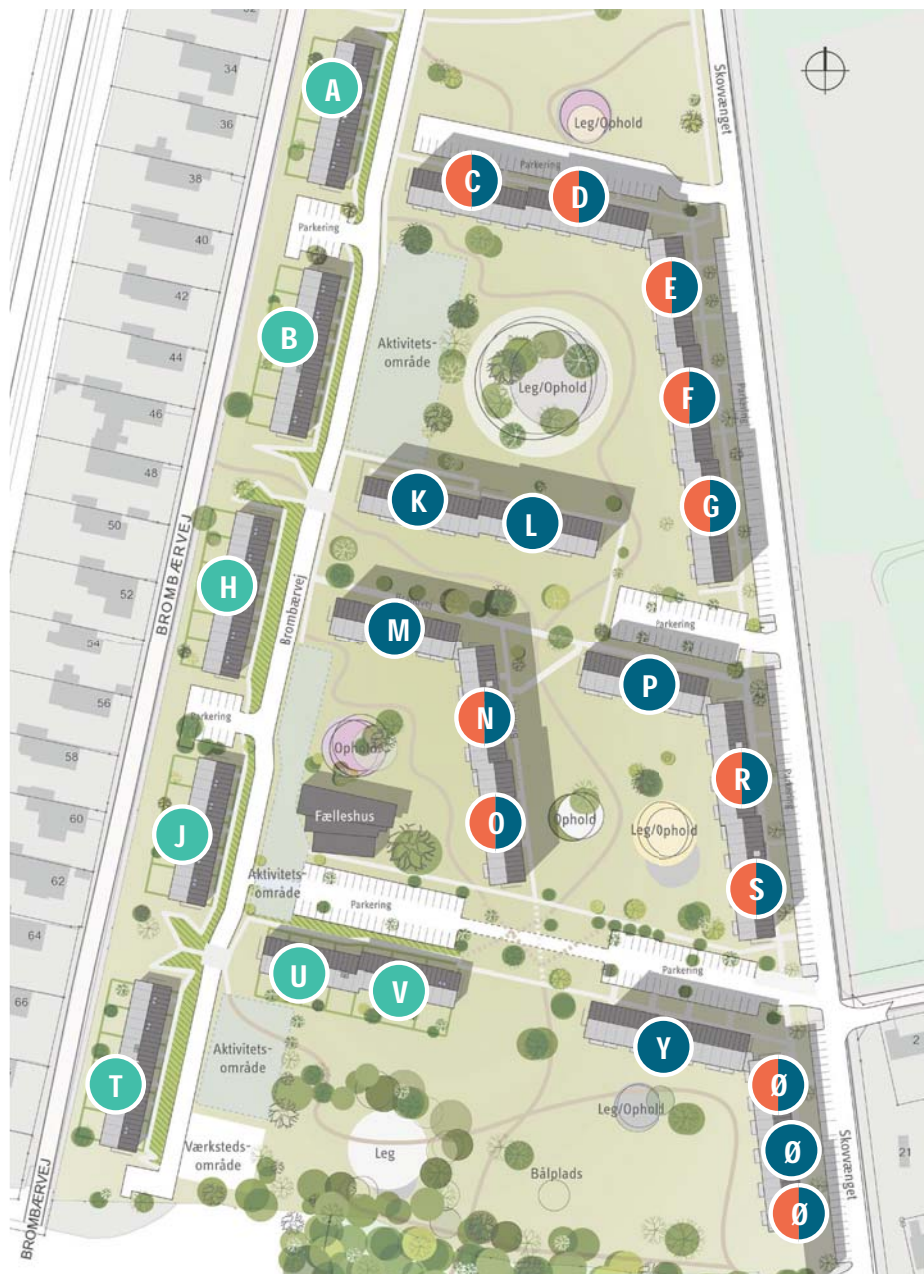 34
36
38
40
42
44
46
48
50
52
54
56
58
60
62
64
66
BROMBÆRVEJ
BROMBÆRVEJ
A
Parkering
B
H
Parkering
J
T
Brombærvej
Leg/Ophold
Skovvænget
Parkering
C
D
E
F
G
Parkering
Aktivitets-
område
Leg/Ophold
K
L
M
N
O
Ophold
Fælleshus
Aktivitets-
område
Parkering
Parkering
P
R
S
Parkering
Ophold
Leg/Ophold
Parkering
U
V
Aktivitets-
område
Værksteds-
område
Leg
Y
Leg/Ophold
Bålplads
Ø
Ø
Ø
Skovvænget
2
21